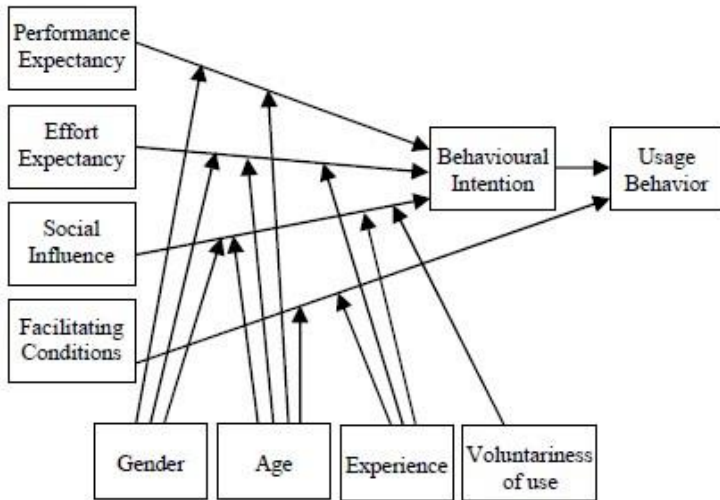 Performance
Expectancy
Effort
Expectancy
Social
Influence
Facilitating
Conditions
Behavioural
Intention
Usage
Behavior
Gender
Age
Experience
Voluntariness
of use